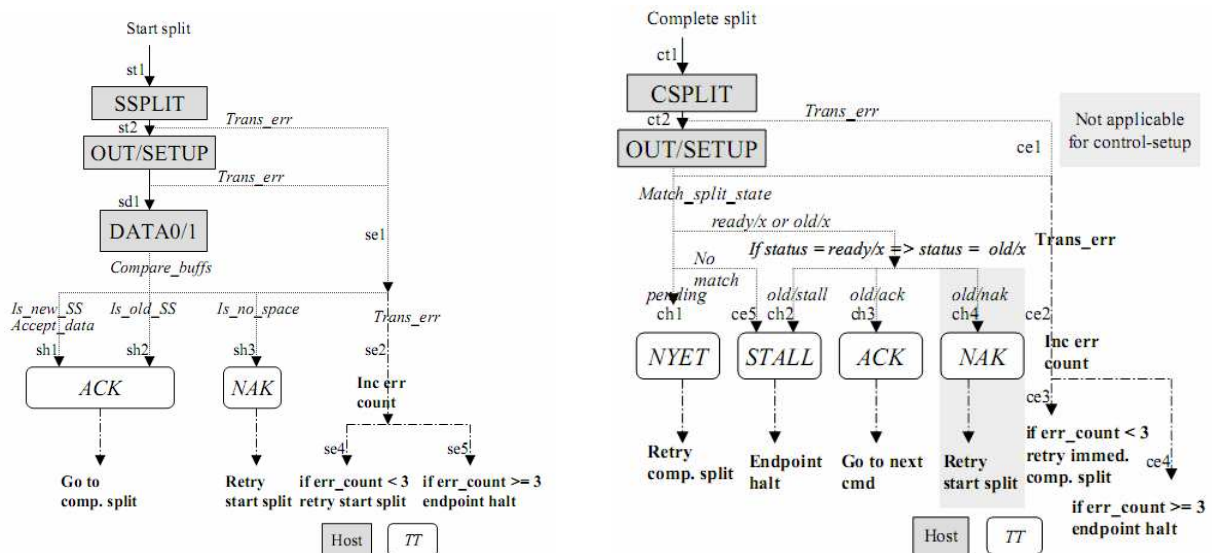 Start split
st1
SSPLIT
st2
Trans_err
OUT/SETUP
Trans_err
sd1
DATA0/1
se1
Compare_buffs
Is_new_SS
Accept_data
Is_old_SS
Is_no_space
Trans_err
sh1
sh2
sh3
se2
ACK
NAK
Inc err
count
se4
se5
Go to
comp. split
Retry
start split
if err_count < 3
retry start split
if err_count >= 3
endpoint halt
Host
TT
Complete split
ct1
CSPLIT
ct2
Trans_err
OUT/SETUP
ce1
Not applicable
for control-setup
Match_split_state
ready/x or old/x
If status = ready/x => status = old/x
Trans_err
No
match
pending
old/stall
old/ack
old/nak
ch1
ce5
ch2
ch3
ch4
ce2
NYET
STALL
ACK
NAK
Inc err
count
ce3
Retry
comp. split
Endpoint
halt
Go to next
cmd
Retry
start split
if err_count < 3
retry immed.
comp. split
ce4
if err_count >= 3
endpoint halt
Host
TT